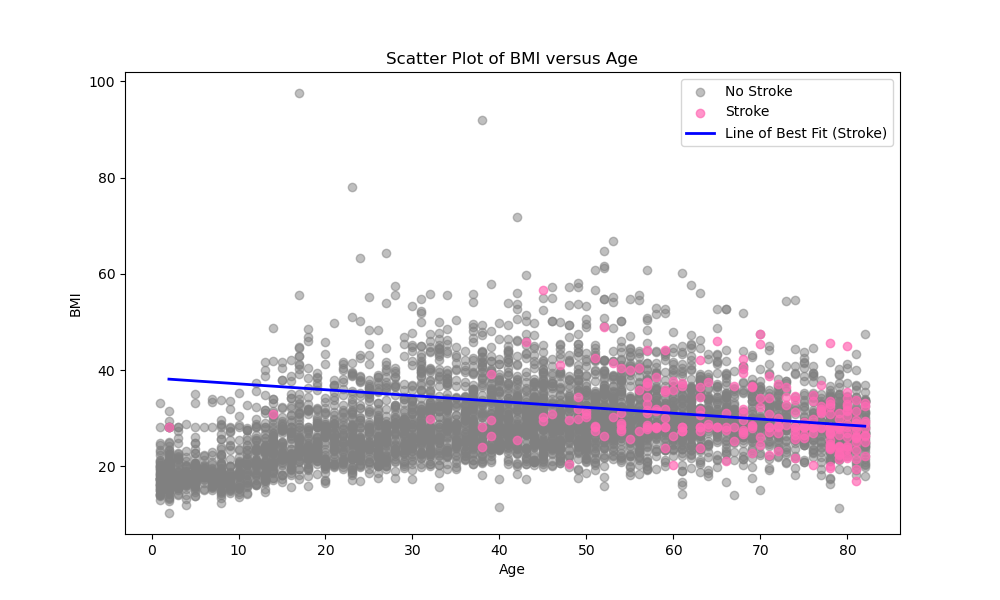 Scatter Plot of BMI versus Age
No Stroke
Stroke
Line of Best Fit (Stroke)
BMI
100
80
60
40
20
0 10 20 30 40 50 60 70 80
Age